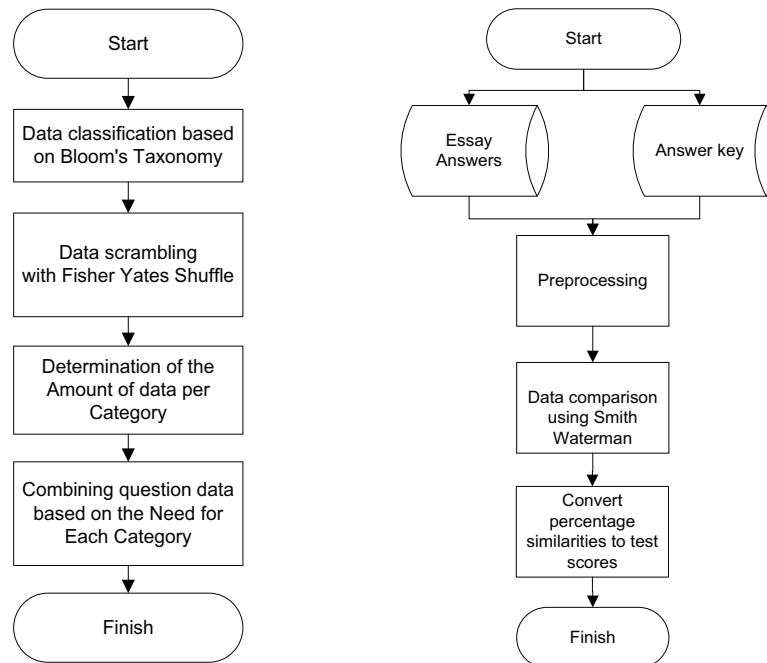 Start
Data classification based
on Bloom's Taxonomy
Data scrambling
with Fisher Yates Shuffle
Determination of the
Amount of data per
Category
Combining question data
based on the Need for
Each Category
Finish
Start
Essay
Answers
Answer key
Preprocessing
Data comparison
using Smith
Waterman
Convert
percentage
similarities to test
scores
Finish